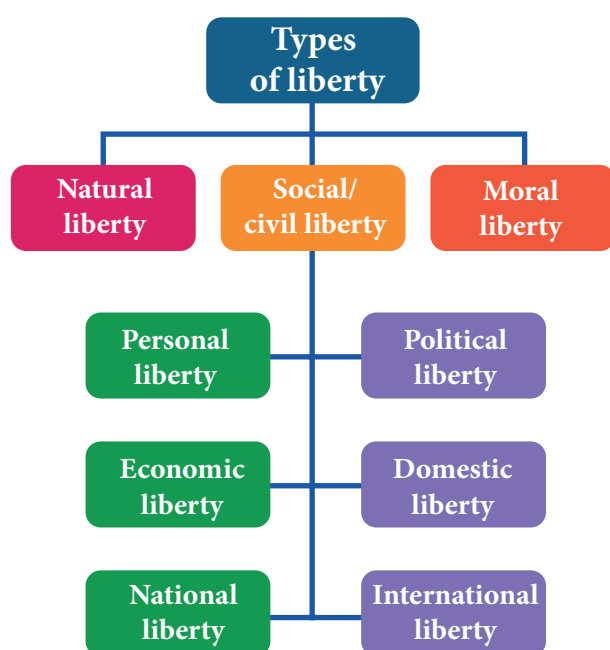 Types
of liberty
Natural
liberty
Social/
civil liberty
Moral
liberty
Personal
liberty
Political
liberty
Economic
liberty
Domestic
liberty
National
liberty
International
liberty